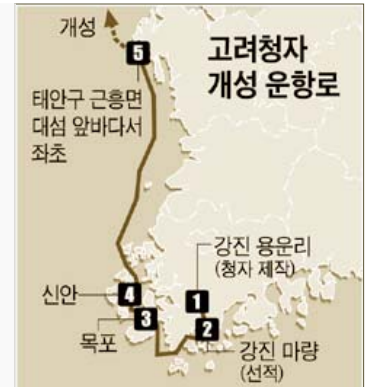 고려청자
개성 운항로
개성
5
태안구 근흥면
대섬 앞바다서
좌초
강진 용운리
(청자 제작)
신안
4
1
3
2
목포
강진 마량
(선적)